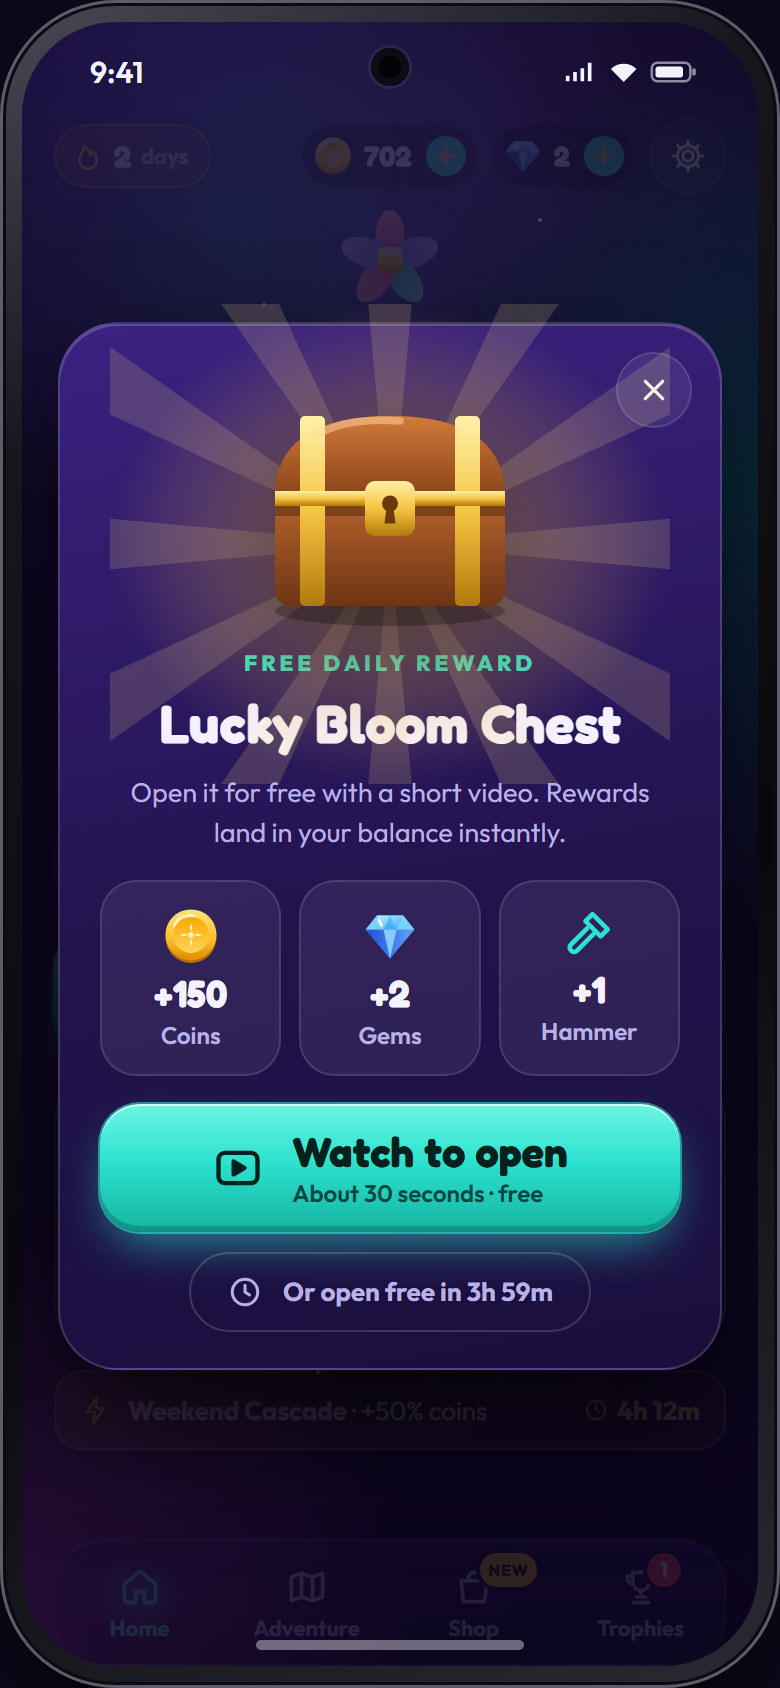 9:41
2 days
702
2
FREE DAILY REWARD
Lucky Bloom Chest
Open it for free with a short video. Rewards
land in your balance instantly.
+150
Coins
+2
Gems
+1
Hammer
Watch to open
About 30 seconds · free
Or open free in 3h 59m
Weekend Cascade · +50% coins
4h 12m
NEW
1
Home
Adventure
Shop
Trophies